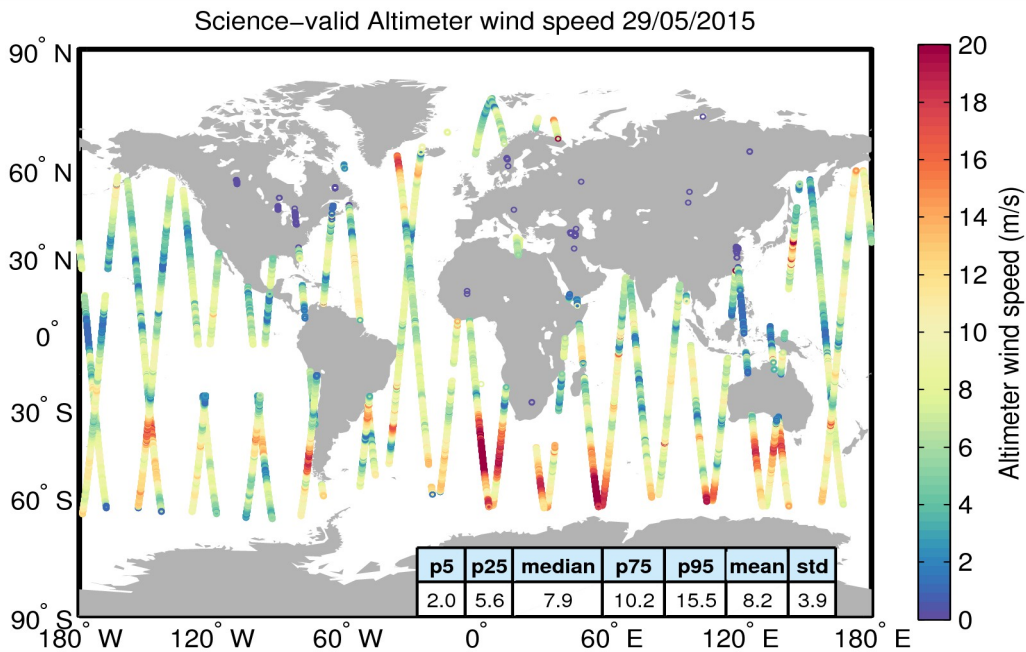 Science−valid Altimeter wind speed 29/05/2015
90° N
60° N
30° N
0°
30° S
60° S
90° S
180° W
120° W
60° W
0°
60° E
120° E
180° E
p5 p25 median p75 p95 mean std
2.0 5.6 7.9 10.2 15.5 8.2 3.9
20
18
16
14
12
10
8
6
4
2
0
Altimeter wind speed (m/s)